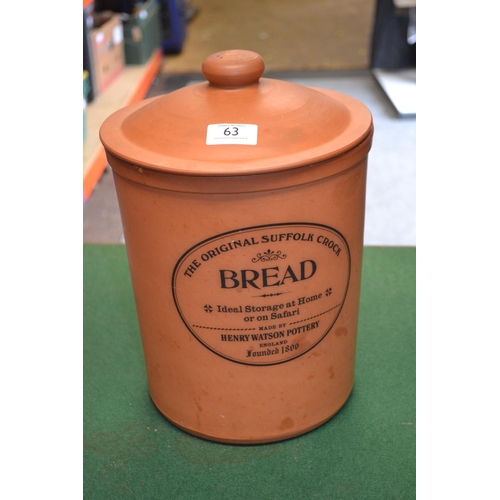 63
THE ORIGINAL SUFFOLK CROCK
BREAD
Ideal Storage at Home
or on Safari
MADE BY
HENRY WATSON POTTERY
ENGLAND
Founded 1800